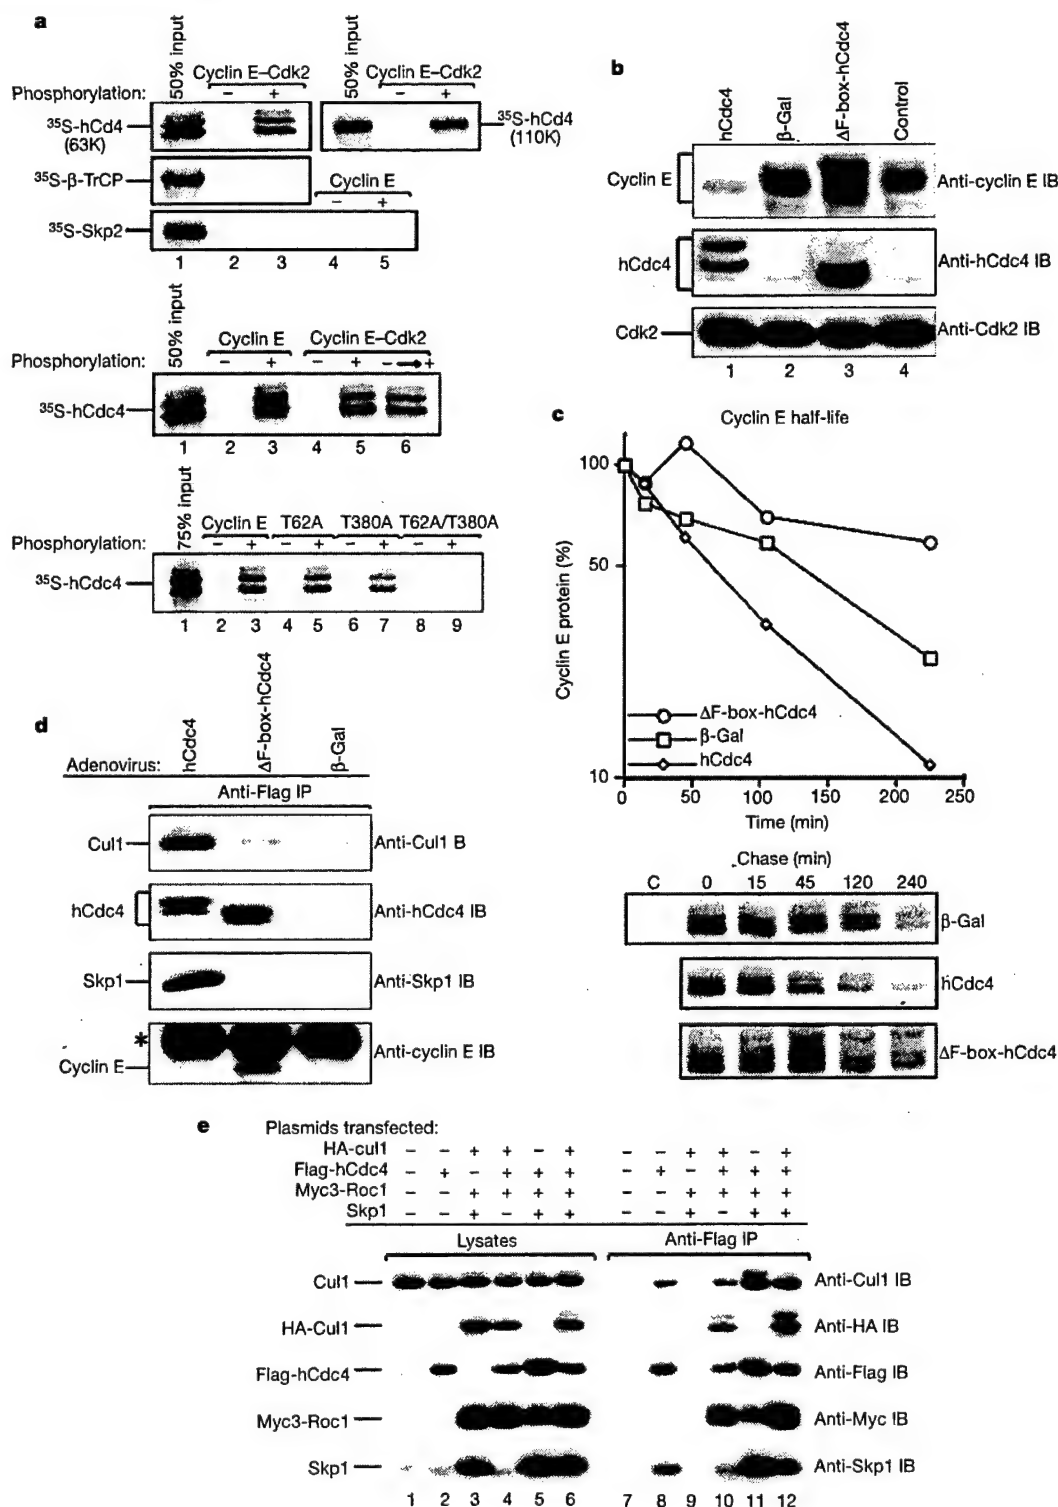 a
50% input
Cyclin E–Cdk2
Phosphorylation: – +
35S-hCd4
(63K)
50% input
Cyclin E–Cdk2
– +
35S-hCd4
(110K)
35S-β-TrCP
Cyclin E
– +
35S-Skp2
1 2 3 4 5
50% input
Cyclin E Cyclin E–Cdk2
Phosphorylation: – + – + – → +
35S-hCdc4
1 2 3 4 5 6
75% input
Cyclin E T62A T380A T62A/T380A
Phosphorylation: – + – + – + – +
35S-hCdc4
1 2 3 4 5 6 7 8 9
b
hCdc4 β-Gal ΔF-box-hCdc4 Control
Cyclin E Anti-cyclin E IB
hCdc4 Anti-hCdc4 IB
Cdk2 Anti-Cdk2 IB
1 2 3 4
c
Cyclin E half-life
Cyclin E protein (%)
100
50
10
ΔF-box-hCdc4
β-Gal
hCdc4
0 50 100 150 200 250
Time (min)
Chase (min)
C 0 15 45 120 240
β-Gal
hCdc4
ΔF-box-hCdc4
d
Adenovirus: hCdc4 ΔF-box-hCdc4 β-Gal
Anti-Flag IP
Cul1 Anti-Cul1 B
hCdc4 Anti-hCdc4 IB
Skp1 Anti-Skp1 IB
*
Cyclin E Anti-cyclin E IB
e
Plasmids transfected:
HA-cul1 – – + + – + – – + + – +
Flag-hCdc4 – + – + + + – + – + + +
Myc3-Roc1 – – + + + + – – + + + +
Skp1 – – + – + + – – + – + +
Lysates Anti-Flag IP
Cul1 Anti-Cul1 IB
HA-Cul1 Anti-HA IB
Flag-hCdc4 Anti-Flag IB
Myc3-Roc1 Anti-Myc IB
Skp1 Anti-Skp1 IB
1 2 3 4 5 6 7 8 9 10 11 12